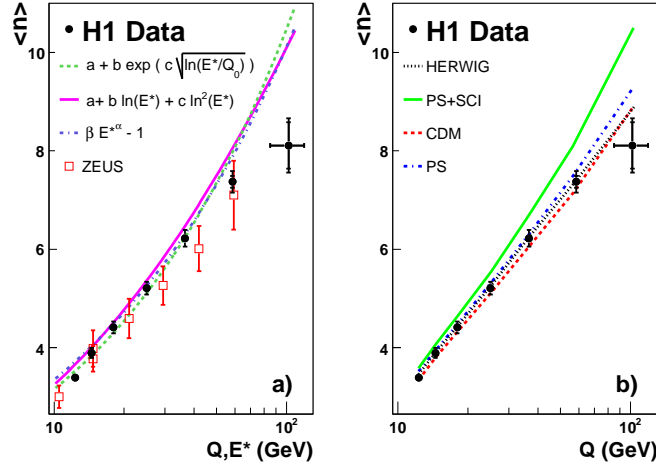 <n>
10
8
6
4
H1 Data
a + b exp ( c √ln(E*/Q₀) )
a+ b ln(E*) + c ln²(E*)
β E*^α - 1
ZEUS
a)
10
10²
Q,E* (GeV)
<n>
10
8
6
4
H1 Data
HERWIG
PS+SCI
CDM
PS
b)
10
10²
Q (GeV)